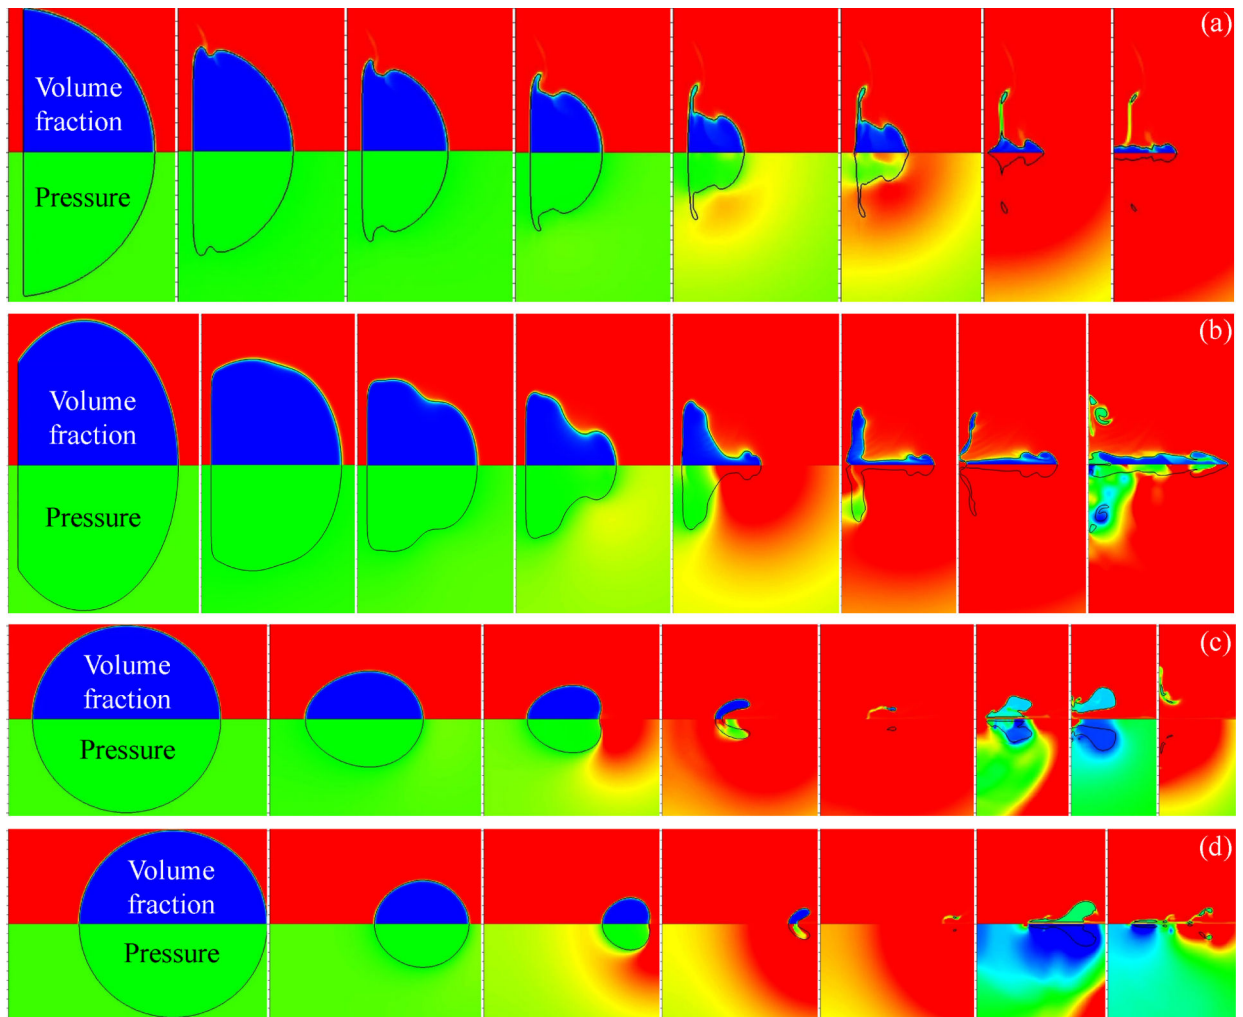 (a)
Volume
fraction
Pressure
(b)
Volume
fraction
Pressure
(c)
Volume
fraction
Pressure
(d)
Volume
fraction
Pressure